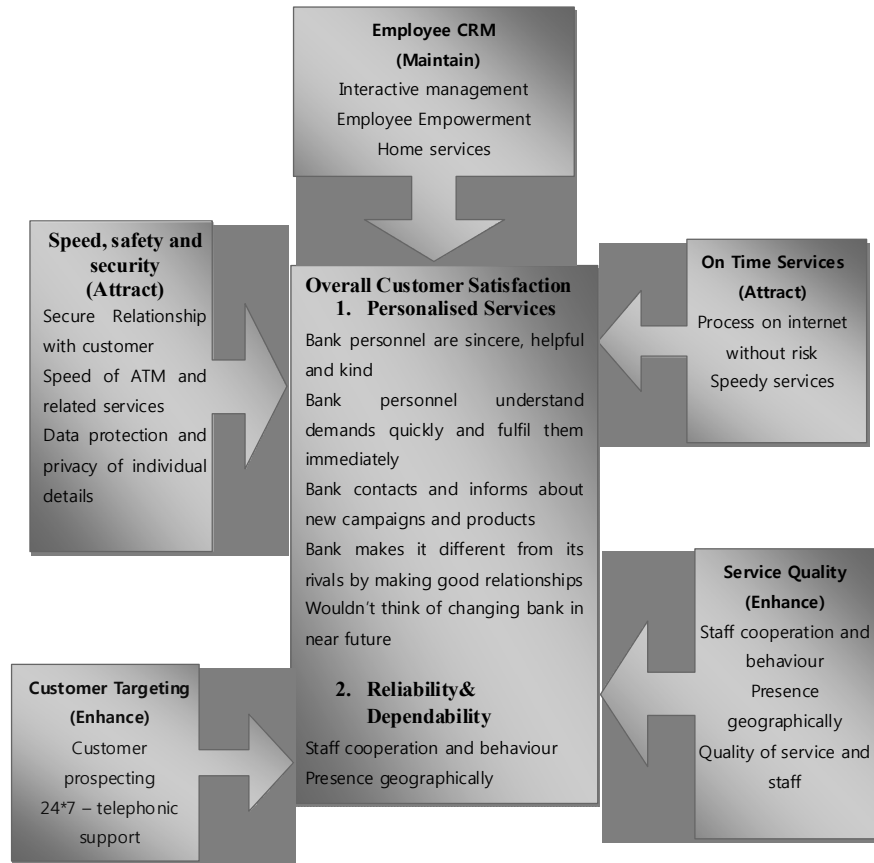 Employee CRM
(Maintain)
Interactive management
Employee Empowerment
Home services
Speed, safety and
security
(Attract)
Secure Relationship
with customer
Speed of ATM and
related services
Data protection and
privacy of individual
details
Overall Customer Satisfaction
1. Personalised Services
Bank personnel are sincere, helpful
and kind
Bank personnel understand
demands quickly and fulfil them
immediately
Bank contacts and informs about
new campaigns and products
Bank makes it different from its
rivals by making good relationships
Wouldn't think of changing bank in
near future
2. Reliability&
Dependability
Staff cooperation and behaviour
Presence geographically
On Time Services
(Attract)
Process on internet
without risk
Speedy services
Service Quality
(Enhance)
Staff cooperation and
behaviour
Presence
geographically
Quality of service and
staff
Customer Targeting
(Enhance)
Customer
prospecting
24*7 – telephonic
support